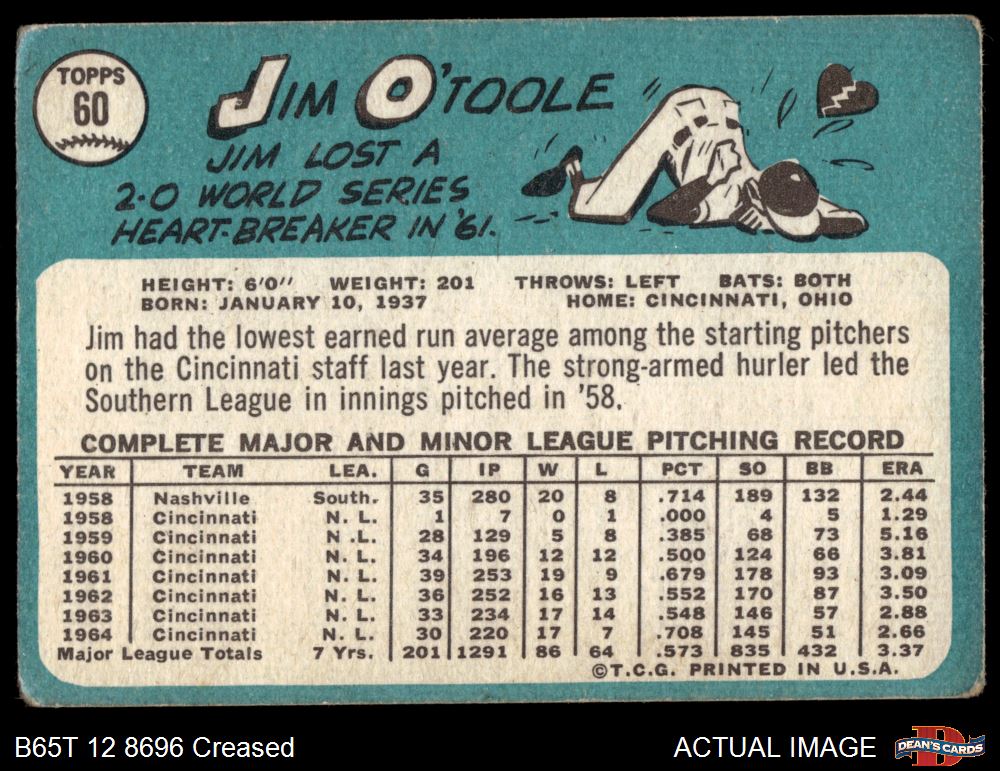 TOPPS
60
JIM O'TOOLE
JIM LOST A
2-0 WORLD SERIES
HEART-BREAKER IN '61.
HEIGHT: 6'0" WEIGHT: 201 THROWS: LEFT BATS: BOTH
BORN: JANUARY 10, 1937 HOME: CINCINNATI, OHIO
Jim had the lowest earned run average among the starting pitchers
on the Cincinnati staff last year. The strong-armed hurler led the
Southern League in innings pitched in '58.
COMPLETE MAJOR AND MINOR LEAGUE PITCHING RECORD
YEAR TEAM LEA. G IP W L PCT SO BB ERA
1958 Nashville South. 35 280 20 8 .714 189 132 2.44
1958 Cincinnati N. L. 1 7 0 1 .000 4 5 1.29
1959 Cincinnati N .L. 28 129 5 8 .385 68 73 5.16
1960 Cincinnati N. L. 34 196 12 12 .500 124 66 3.81
1961 Cincinnati N. L. 39 253 19 9 .679 178 93 3.09
1962 Cincinnati N. L. 36 252 16 13 .552 170 87 3.50
1963 Cincinnati N. L. 33 234 17 14 .548 146 57 2.88
1964 Cincinnati N. L. 30 220 17 7 .708 145 51 2.66
Major League Totals 7 Yrs. 201 1291 86 64 .573 835 432 3.37
©T.C.G. PRINTED IN U.S.A.
B65T 12 8696 Creased ACTUAL IMAGE
DEAN'S CARDS